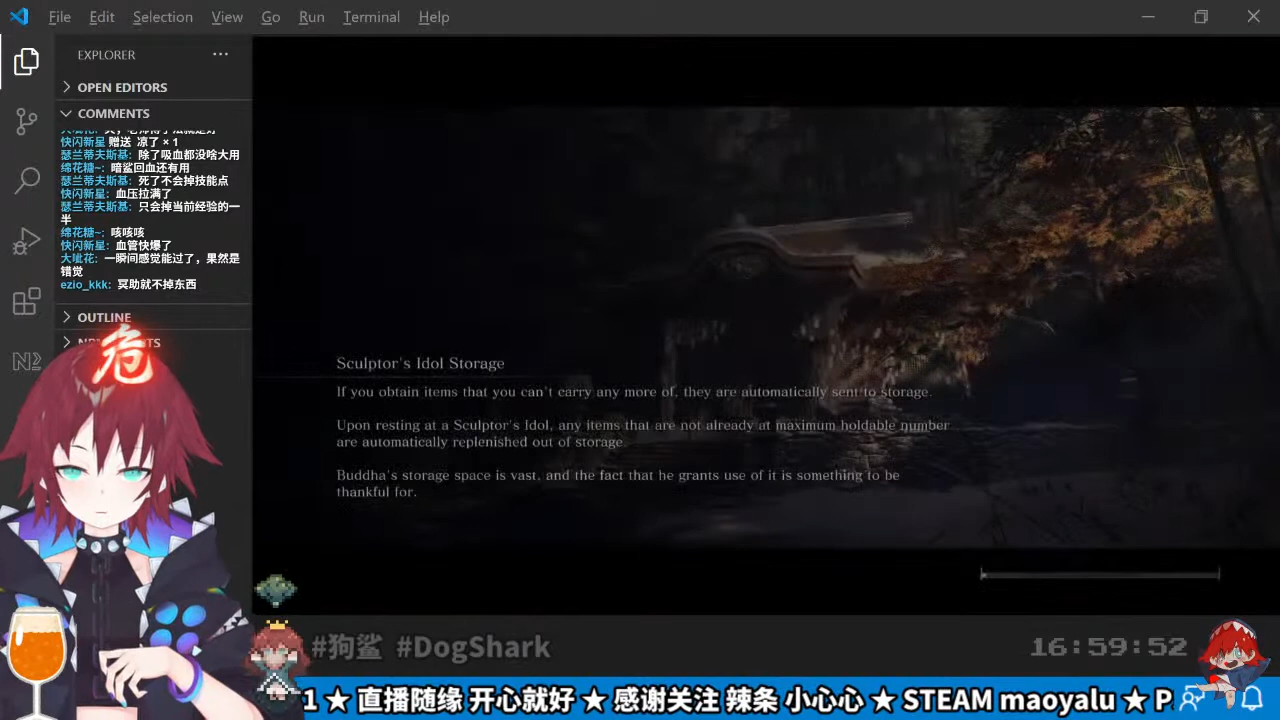 File Edit Selection View Go Run Terminal Help
EXPLORER
OPEN EDITORS
COMMENTS
快闪新星 赠送 凉了 × 1
瑟兰蒂夫斯基: 除了吸血都没啥大用
绵花糖~: 暗鲨回血还有用
瑟兰蒂夫斯基: 死了不会掉技能点
快闪新星: 血压拉满了
瑟兰蒂夫斯基: 只会掉当前经验的一
半
绵花糖~: 咳咳咳
快闪新星: 血管快爆了
大呲花: 一瞬间感觉能过了，果然是
错觉
ezio_kkk: 冥助就不掉东西
OUTLINE
危
Sculptor's Idol Storage
If you obtain items that you can't carry any more of, they are automatically sent to storage.
Upon resting at a Sculptor's Idol, any items that are not already at maximum holdable number
are automatically replenished out of storage.
Buddha's storage space is vast, and the fact that he grants use of it is something to be
thankful for.
#狗鲨 #DogShark
16:59:52
1 ★ 直播随缘 开心就好 ★ 感谢关注 辣条 小心心 ★ STEAM maoyalu ★ P